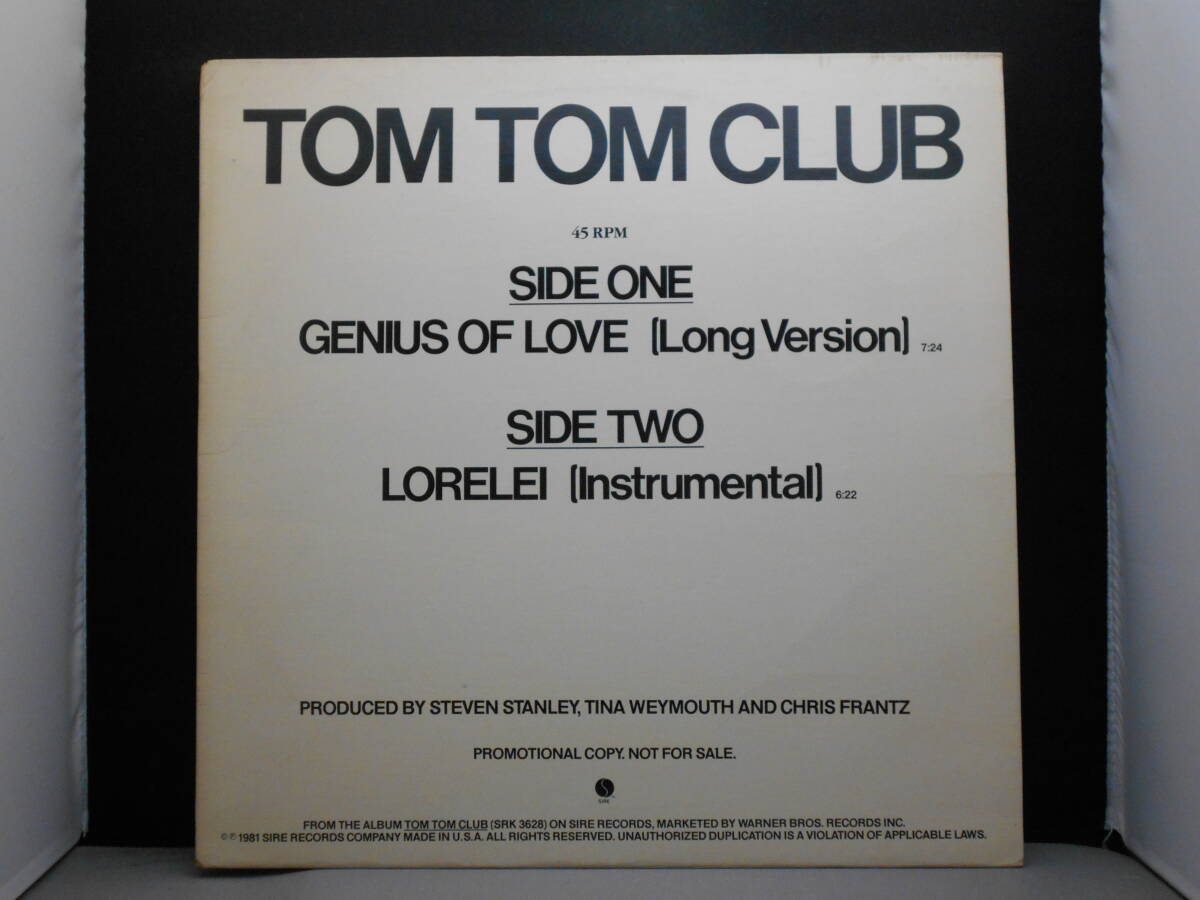 TOM TOM CLUB
45 RPM
SIDE ONE
GENIUS OF LOVE (Long Version) 7:24
SIDE TWO
LORELEI (Instrumental) 6:22
PRODUCED BY STEVEN STANLEY, TINA WEYMOUTH AND CHRIS FRANTZ
PROMOTIONAL COPY. NOT FOR SALE.
SIRE
FROM THE ALBUM TOM TOM CLUB (SRK 3628) ON SIRE RECORDS, MARKETED BY WARNER BROS. RECORDS INC.
©℗ 1981 SIRE RECORDS COMPANY MADE IN U.S.A. ALL RIGHTS RESERVED. UNAUTHORIZED DUPLICATION IS A VIOLATION OF APPLICABLE LAWS.